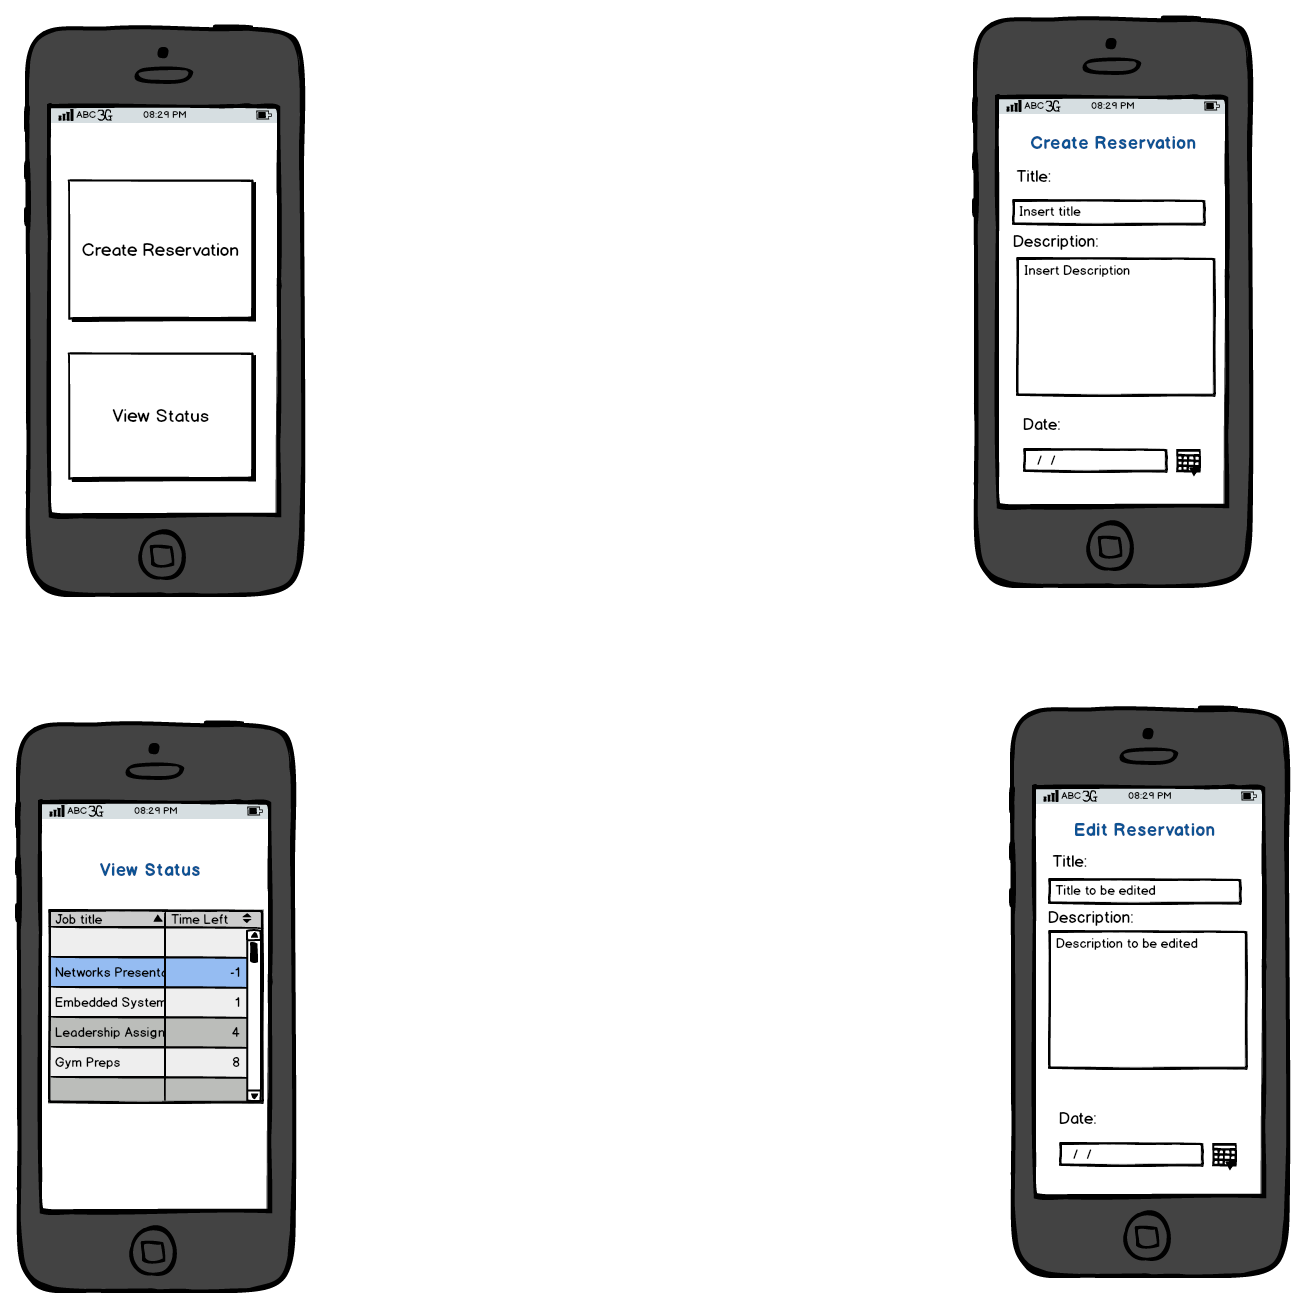 ABC 3G 08:29 PM
Create Reservation
View Status
ABC 3G 08:29 PM
Create Reservation
Title:
Insert title
Description:
Insert Description
Date:
/ /
ABC 3G 08:29 PM
View Status
Job title Time Left
Networks Presenta -1
Embedded System 1
Leadership Assign 4
Gym Preps 8
ABC 3G 08:29 PM
Edit Reservation
Title:
Title to be edited
Description:
Description to be edited
Date:
/ /